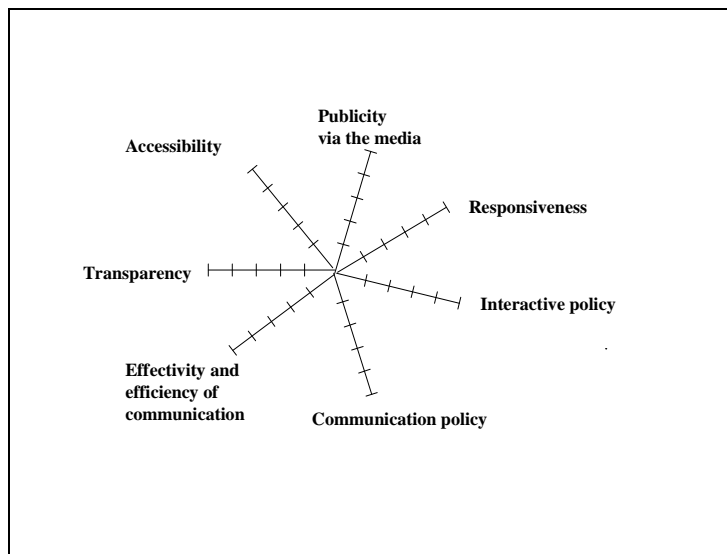 Publicity
via the media
Accessibility
Responsiveness
Transparency
Interactive policy
Effectivity and
efficiency of
communication
Communication policy